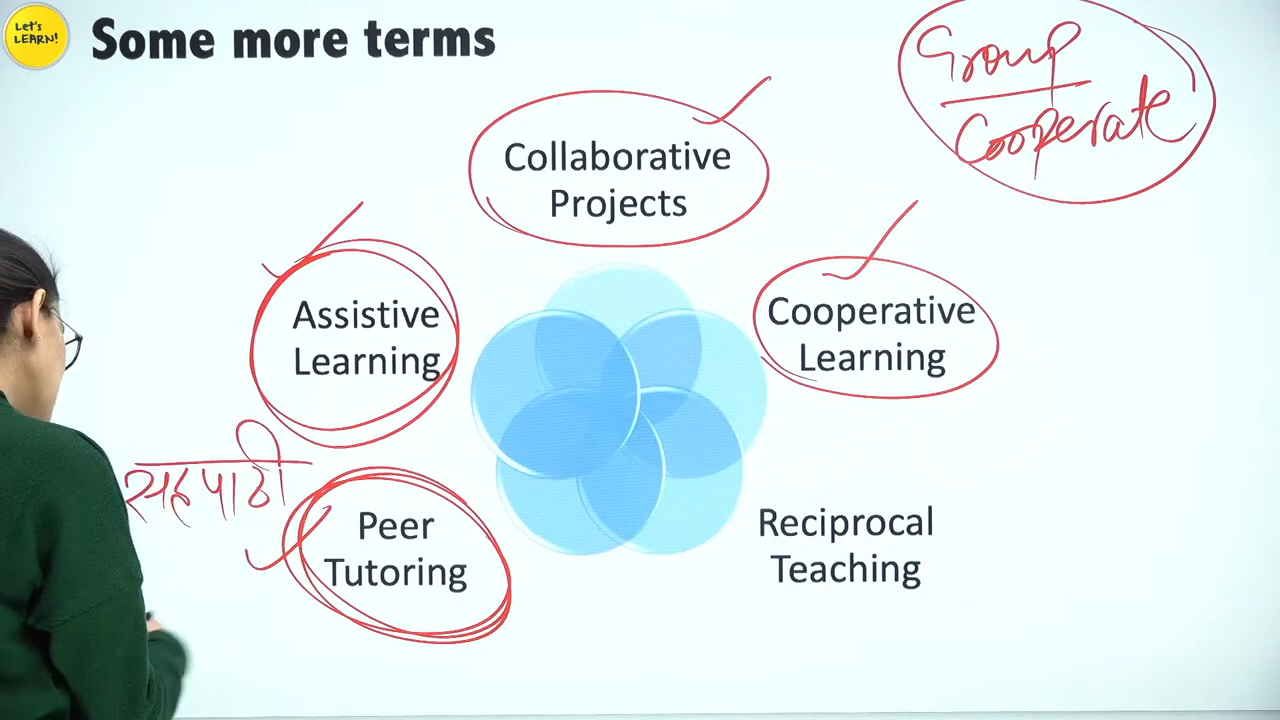 Let's
LEARN!
Some more terms
Group
Cooperate
Collaborative
Projects
Assistive
Learning
Cooperative
Learning
सहपाठी
Peer
Tutoring
Reciprocal
Teaching